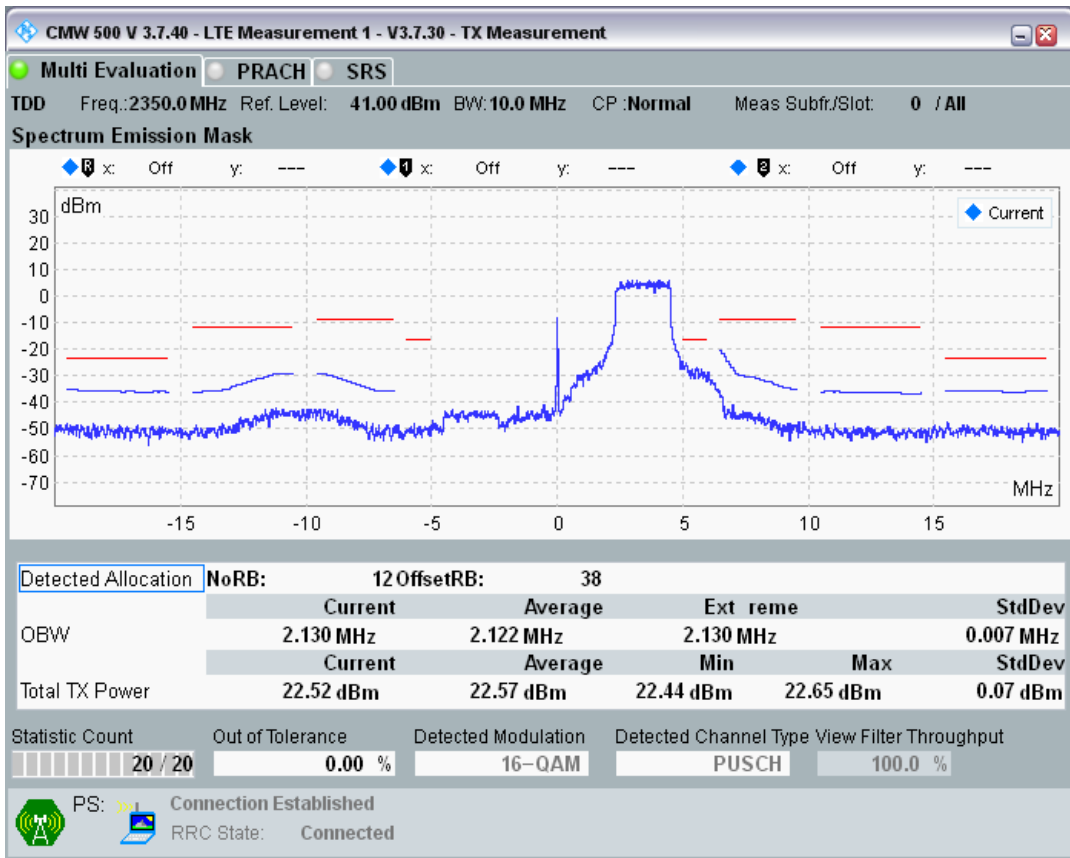 CMW 500 V 3.7.40 - LTE Measurement 1 - V3.7.30 - TX Measurement
Multi Evaluation PRACH SRS
TDD Freq.:2350.0 MHz Ref. Level: 41.00 dBm BW: 10.0 MHz CP :Normal Meas Subfr./Slot: 0 / All
Spectrum Emission Mask
R x: Off y: --- 1 x: Off y: --- 2 x: Off y: ---
dBm
Current
30
20
10
0
-10
-20
-30
-40
-50
-60
-70
MHz
-15 -10 -5 0 5 10 15
Detected Allocation NoRB: 12 OffsetRB: 38
Current Average Ext reme StdDev
OBW 2.130 MHz 2.122 MHz 2.130 MHz 0.007 MHz
Current Average Min Max StdDev
Total TX Power 22.52 dBm 22.57 dBm 22.44 dBm 22.65 dBm 0.07 dBm
Statistic Count Out of Tolerance Detected Modulation Detected Channel Type View Filter Throughput
20 / 20 0.00 % 16-QAM PUSCH 100.0 %
PS: Connection Established
RRC State: Connected